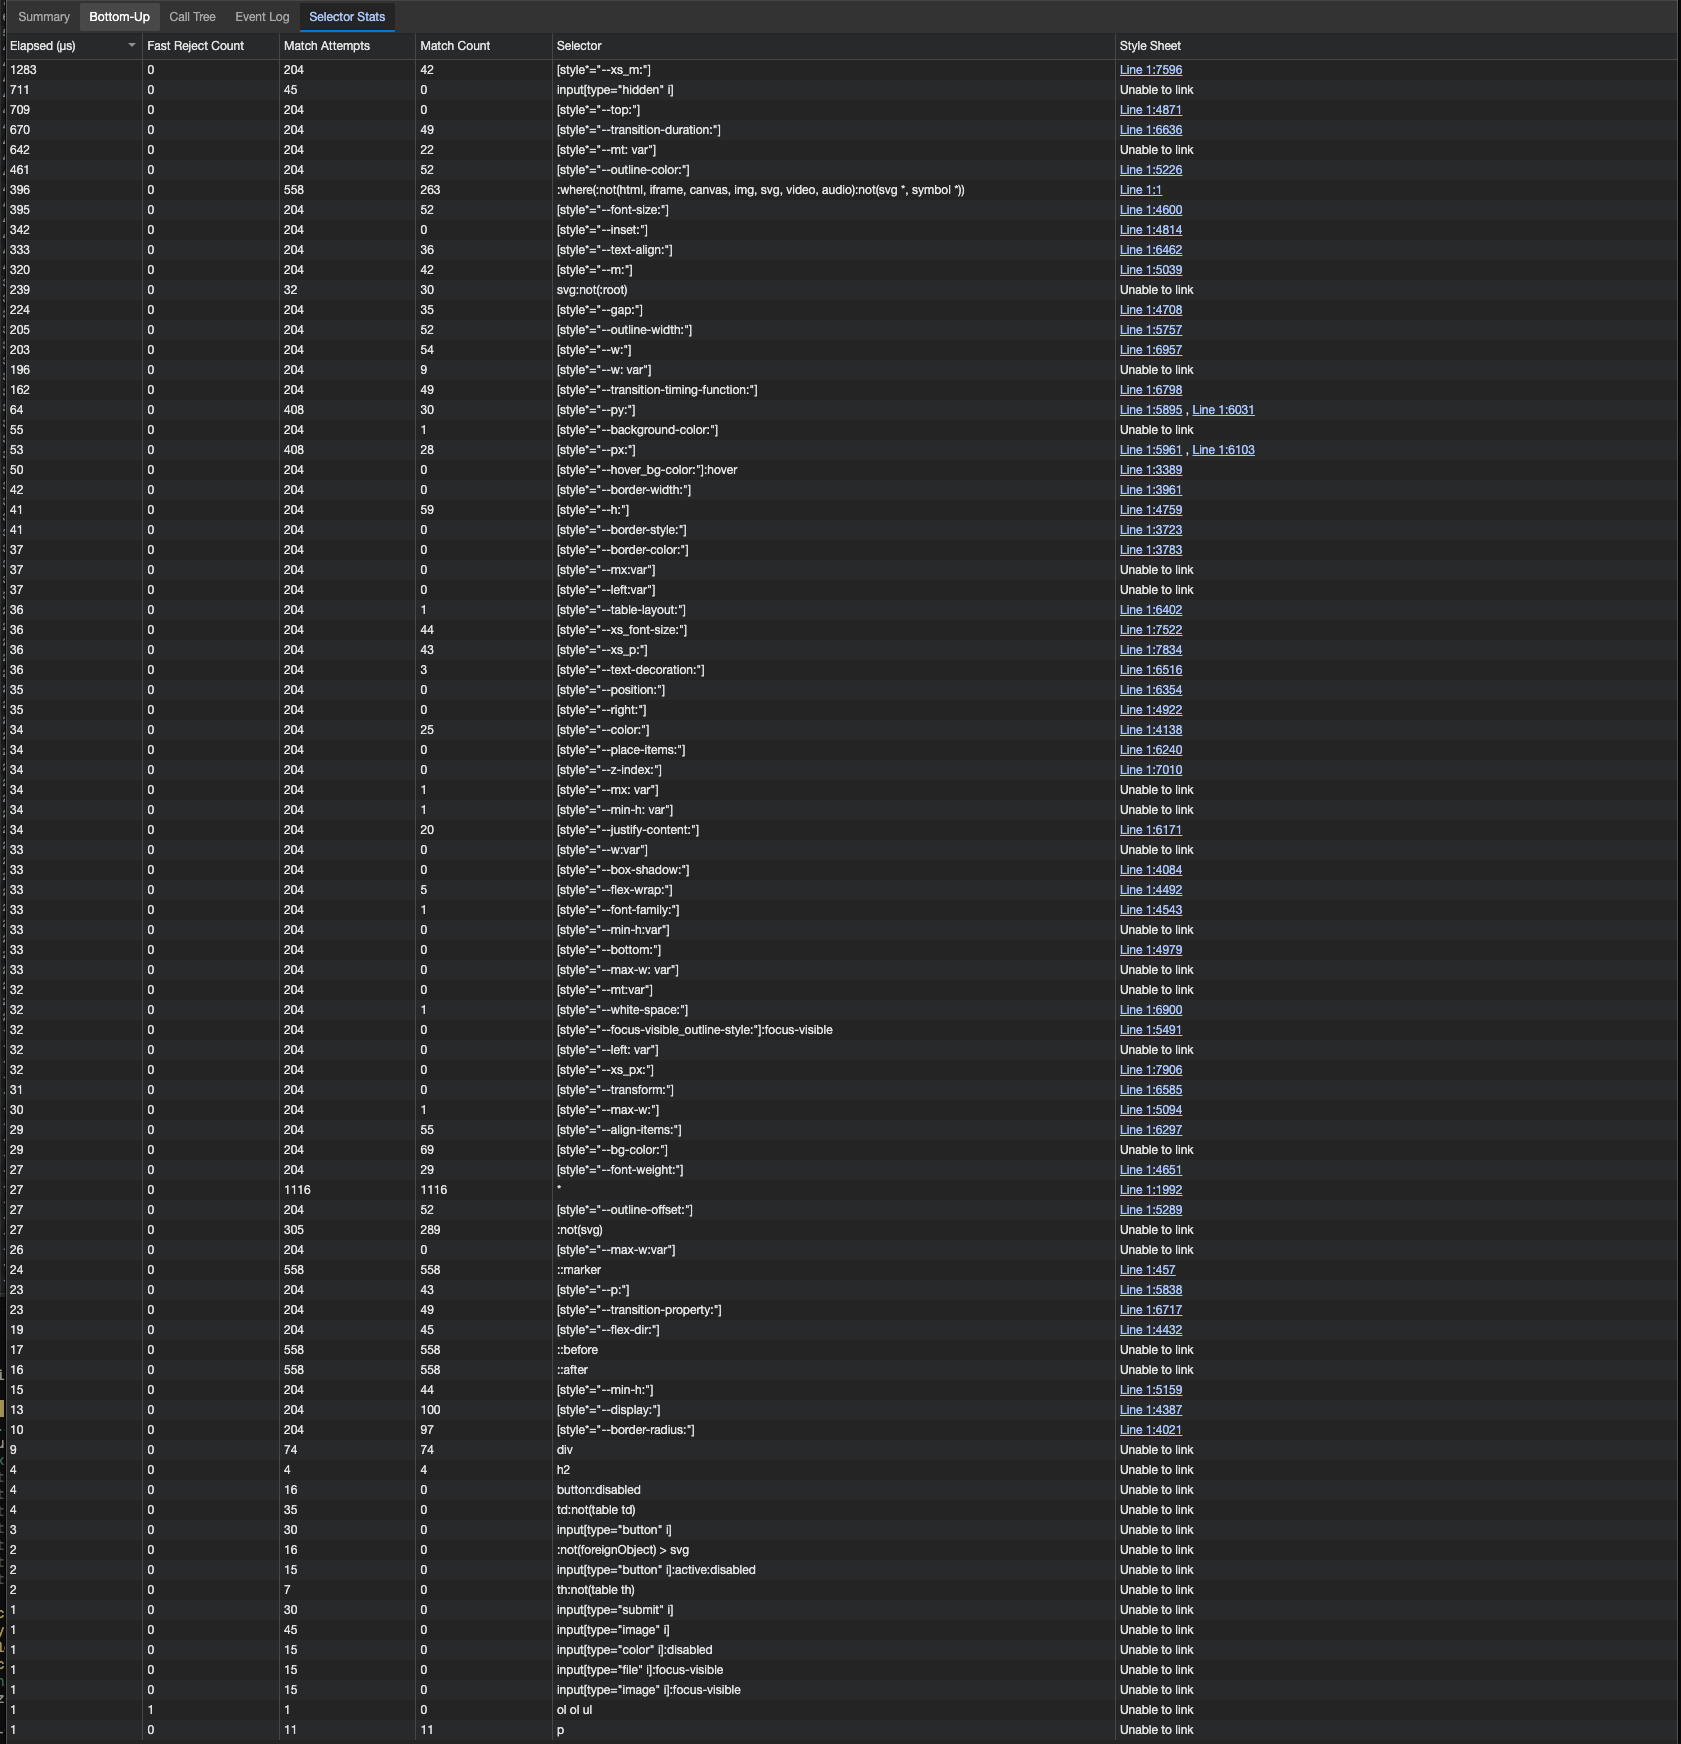 Summary Bottom-Up Call Tree Event Log Selector Stats
Elapsed (μs) Fast Reject Count Match Attempts Match Count Selector Style Sheet
1283 0 204 42 [style*="--xs_m:"] Line 1:7596
711 0 45 0 input[type="hidden" i] Unable to link
709 0 204 0 [style*="--top:"] Line 1:4871
670 0 204 49 [style*="--transition-duration:"] Line 1:6636
642 0 204 22 [style*="--mt: var"] Unable to link
461 0 204 52 [style*="--outline-color:"] Line 1:5226
396 0 558 263 :where(:not(html, iframe, canvas, img, svg, video, audio):not(svg *, symbol *)) Line 1:1
395 0 204 52 [style*="--font-size:"] Line 1:4600
342 0 204 0 [style*="--inset:"] Line 1:4814
333 0 204 36 [style*="--text-align:"] Line 1:6462
320 0 204 42 [style*="--m:"] Line 1:5039
239 0 32 30 svg:not(:root) Unable to link
224 0 204 35 [style*="--gap:"] Line 1:4708
205 0 204 52 [style*="--outline-width:"] Line 1:5757
203 0 204 54 [style*="--w:"] Line 1:6957
196 0 204 9 [style*="--w: var"] Unable to link
162 0 204 49 [style*="--transition-timing-function:"] Line 1:6798
64 0 408 30 [style*="--py:"] Line 1:5895 , Line 1:6031
55 0 204 1 [style*="--background-color:"] Unable to link
53 0 408 28 [style*="--px:"] Line 1:5961 , Line 1:6103
50 0 204 0 [style*="--hover_bg-color:"]:hover Line 1:3389
42 0 204 0 [style*="--border-width:"] Line 1:3961
41 0 204 59 [style*="--h:"] Line 1:4759
41 0 204 0 [style*="--border-style:"] Line 1:3723
37 0 204 0 [style*="--border-color:"] Line 1:3783
37 0 204 0 [style*="--mx:var"] Unable to link
37 0 204 0 [style*="--left:var"] Unable to link
36 0 204 1 [style*="--table-layout:"] Line 1:6402
36 0 204 44 [style*="--xs_font-size:"] Line 1:7522
36 0 204 43 [style*="--xs_p:"] Line 1:7834
36 0 204 3 [style*="--text-decoration:"] Line 1:6516
35 0 204 0 [style*="--position:"] Line 1:6354
35 0 204 0 [style*="--right:"] Line 1:4922
34 0 204 25 [style*="--color:"] Line 1:4138
34 0 204 0 [style*="--place-items:"] Line 1:6240
34 0 204 0 [style*="--z-index:"] Line 1:7010
34 0 204 1 [style*="--mx: var"] Unable to link
34 0 204 1 [style*="--min-h: var"] Unable to link
34 0 204 20 [style*="--justify-content:"] Line 1:6171
33 0 204 0 [style*="--w:var"] Unable to link
33 0 204 0 [style*="--box-shadow:"] Line 1:4084
33 0 204 5 [style*="--flex-wrap:"] Line 1:4492
33 0 204 1 [style*="--font-family:"] Line 1:4543
33 0 204 0 [style*="--min-h:var"] Unable to link
33 0 204 0 [style*="--bottom:"] Line 1:4979
33 0 204 0 [style*="--max-w: var"] Unable to link
32 0 204 0 [style*="--mt:var"] Unable to link
32 0 204 1 [style*="--white-space:"] Line 1:6900
32 0 204 0 [style*="--focus-visible_outline-style:"]:focus-visible Line 1:5491
32 0 204 0 [style*="--left: var"] Unable to link
32 0 204 0 [style*="--xs_px:"] Line 1:7906
31 0 204 0 [style*="--transform:"] Line 1:6585
30 0 204 1 [style*="--max-w:"] Line 1:5094
29 0 204 55 [style*="--align-items:"] Line 1:6297
29 0 204 69 [style*="--bg-color:"] Unable to link
27 0 204 29 [style*="--font-weight:"] Line 1:4651
27 0 1116 1116 * Line 1:1992
27 0 204 52 [style*="--outline-offset:"] Line 1:5289
27 0 305 289 :not(svg) Unable to link
26 0 204 0 [style*="--max-w:var"] Unable to link
24 0 558 558 ::marker Line 1:457
23 0 204 43 [style*="--p:"] Line 1:5838
23 0 204 49 [style*="--transition-property:"] Line 1:6717
19 0 204 45 [style*="--flex-dir:"] Line 1:4432
17 0 558 558 ::before Unable to link
16 0 558 558 ::after Unable to link
15 0 204 44 [style*="--min-h:"] Line 1:5159
13 0 204 100 [style*="--display:"] Line 1:4387
10 0 204 97 [style*="--border-radius:"] Line 1:4021
9 0 74 74 div Unable to link
4 0 4 4 h2 Unable to link
4 0 16 0 button:disabled Unable to link
4 0 35 0 td:not(table td) Unable to link
3 0 30 0 input[type="button" i] Unable to link
2 0 16 0 :not(foreignObject) > svg Unable to link
2 0 15 0 input[type="button" i]:active:disabled Unable to link
2 0 7 0 th:not(table th) Unable to link
1 0 30 0 input[type="submit" i] Unable to link
1 0 45 0 input[type="image" i] Unable to link
1 0 15 0 input[type="color" i]:disabled Unable to link
1 0 15 0 input[type="file" i]:focus-visible Unable to link
1 0 15 0 input[type="image" i]:focus-visible Unable to link
1 1 1 0 ol ol ul Unable to link
1 0 11 11 p Unable to link